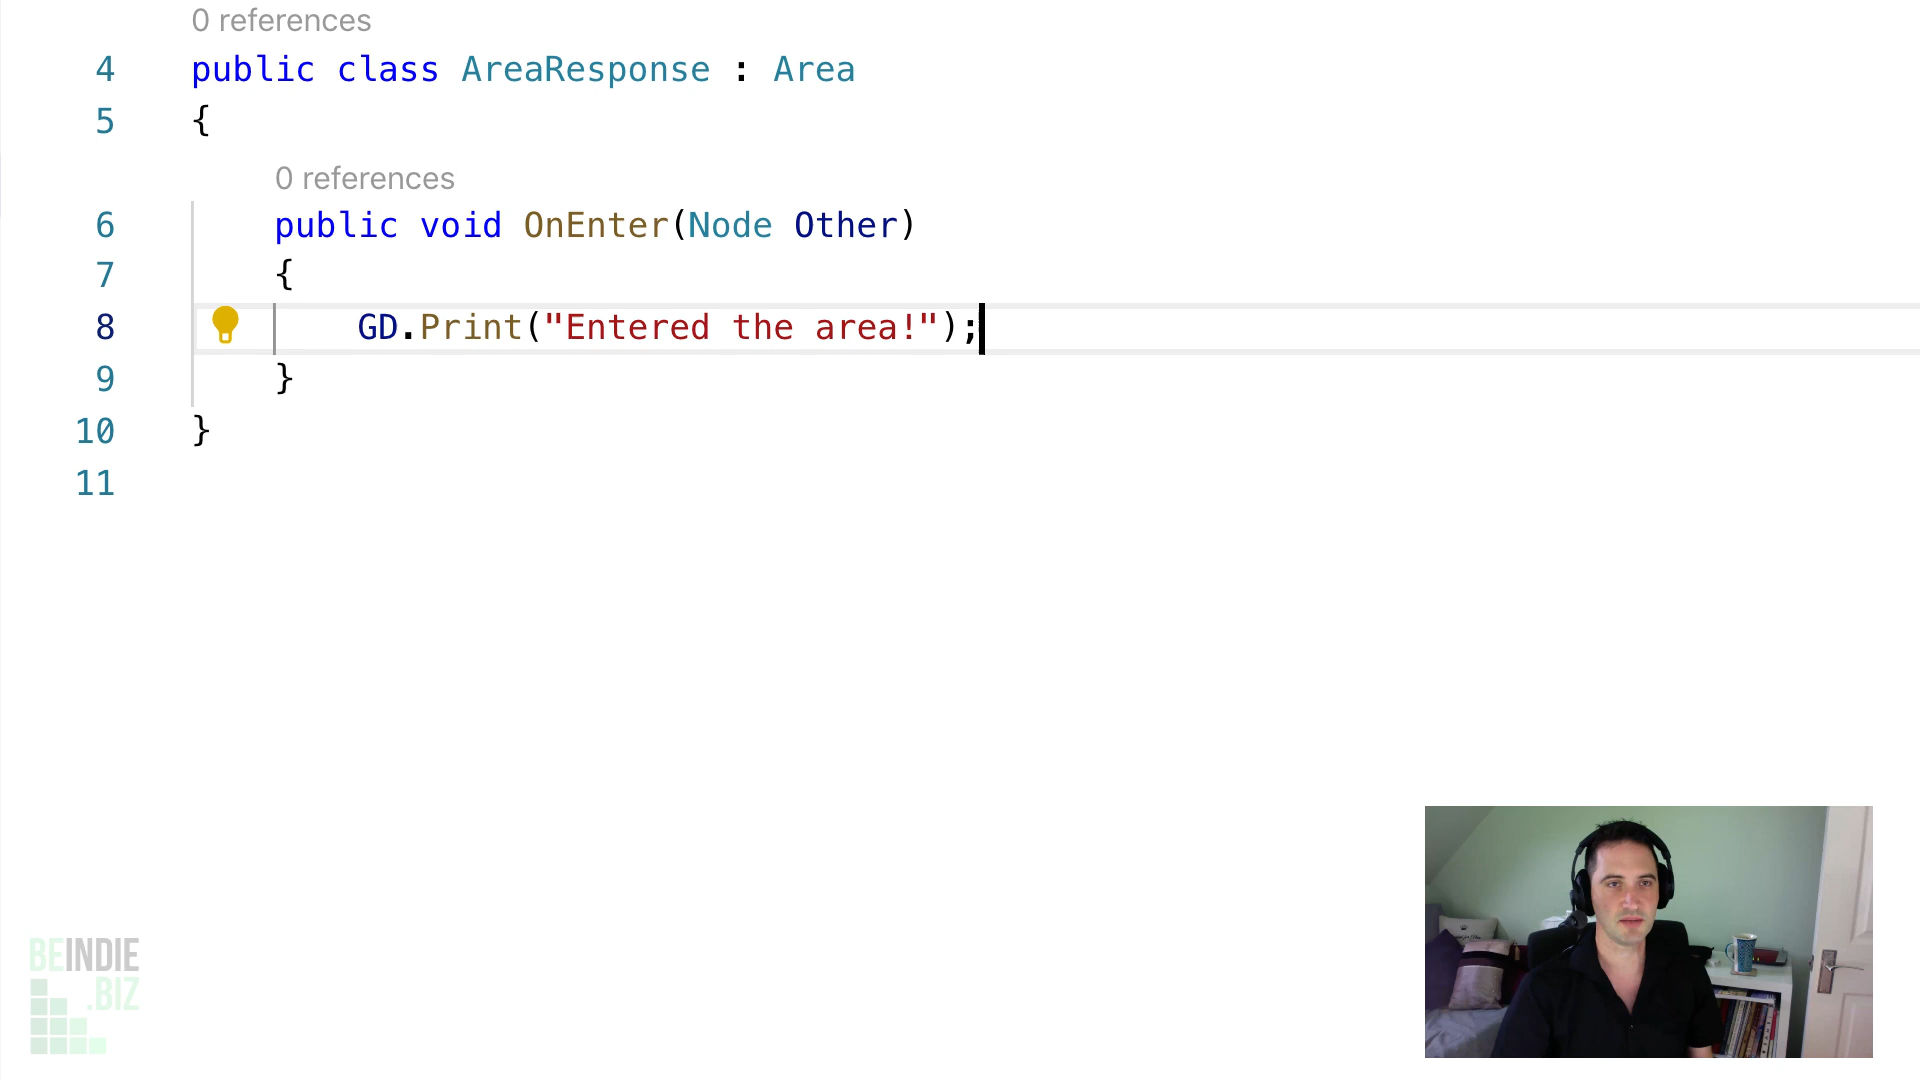 0 references
4 public class AreaResponse : Area
5 {
0 references
6 public void OnEnter(Node Other)
7 {
8 GD.Print("Entered the area!");
9 }
10 }
11
BEINDIE
.BIZ